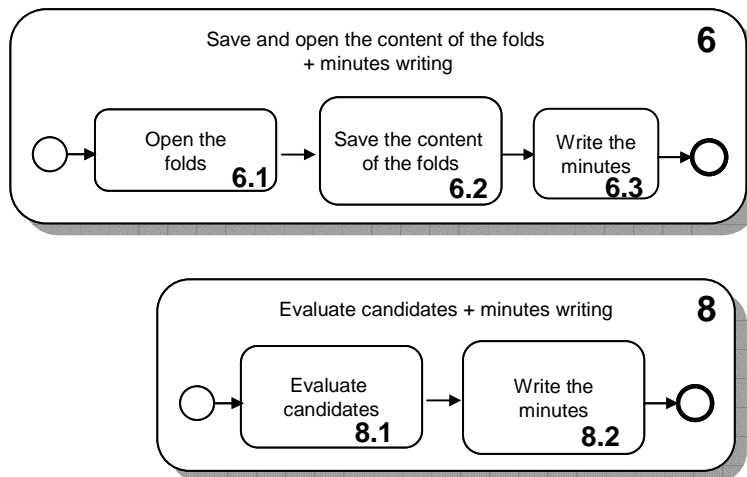 Save and open the content of the folds
+ minutes writing
6
Open the
folds
6.1
Save the content
of the folds
6.2
Write the
minutes
6.3
Evaluate candidates + minutes writing
8
Evaluate
candidates
8.1
Write the
minutes
8.2